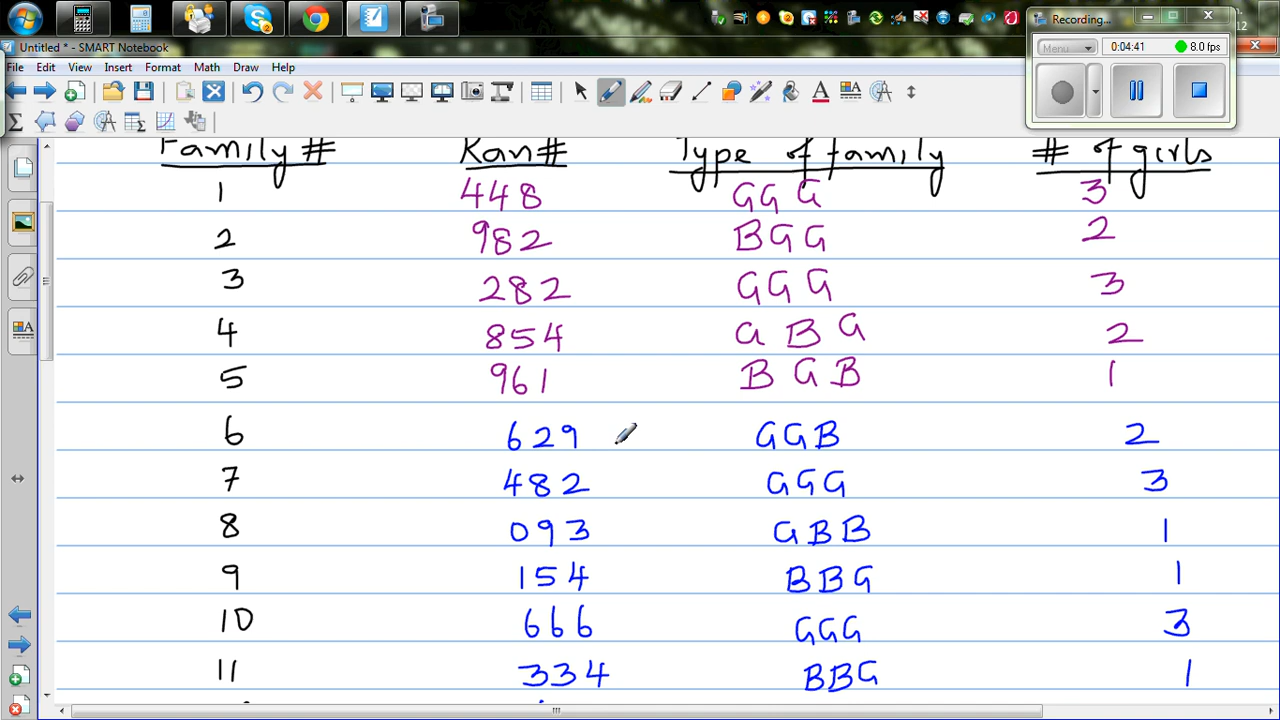 12
Recording...
Untitled * - SMART Notebook
Menu
0:04:41
8.0 fps
File Edit View Insert Format Math Draw Help
Family # Ran# Type of family # of girls
1 448 GGG 3
2 982 BGG 2
3 282 GGG 3
4 854 GBG 2
5 961 BGB 1
6 629 GGB 2
7 482 GGG 3
8 093 GBB 1
9 154 BBG 1
10 666 GGG 3
11 334 BBG 1